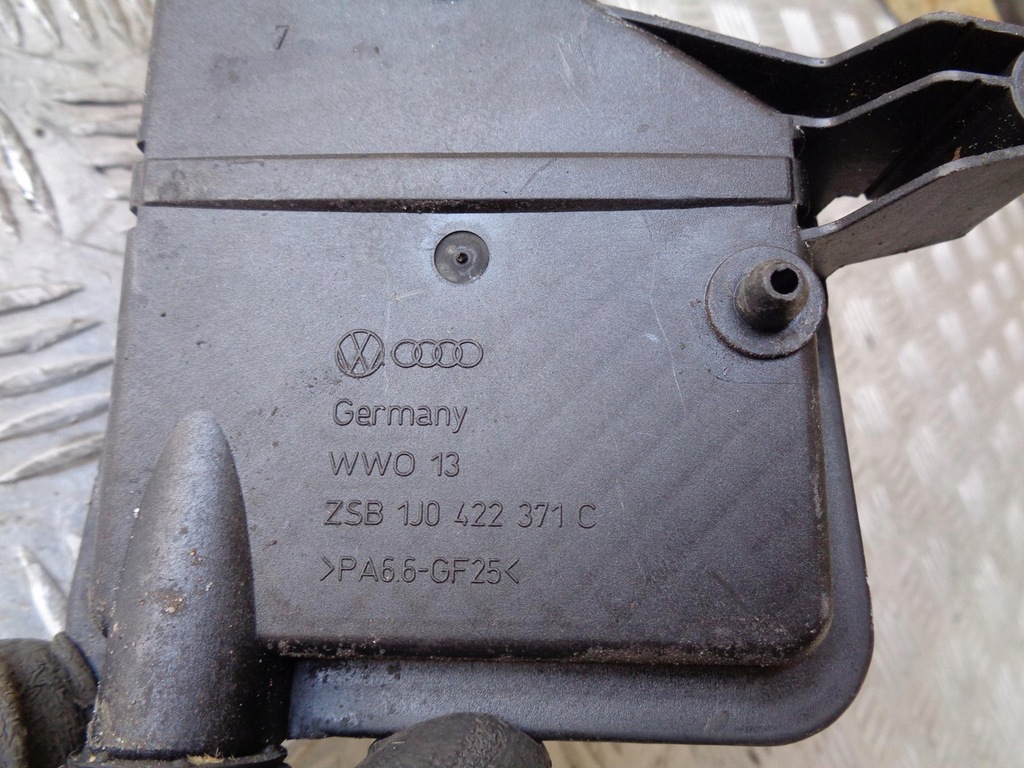 7
Germany
WWO 13
ZSB 1J0 422 371 C
>PA6.6-GF25<